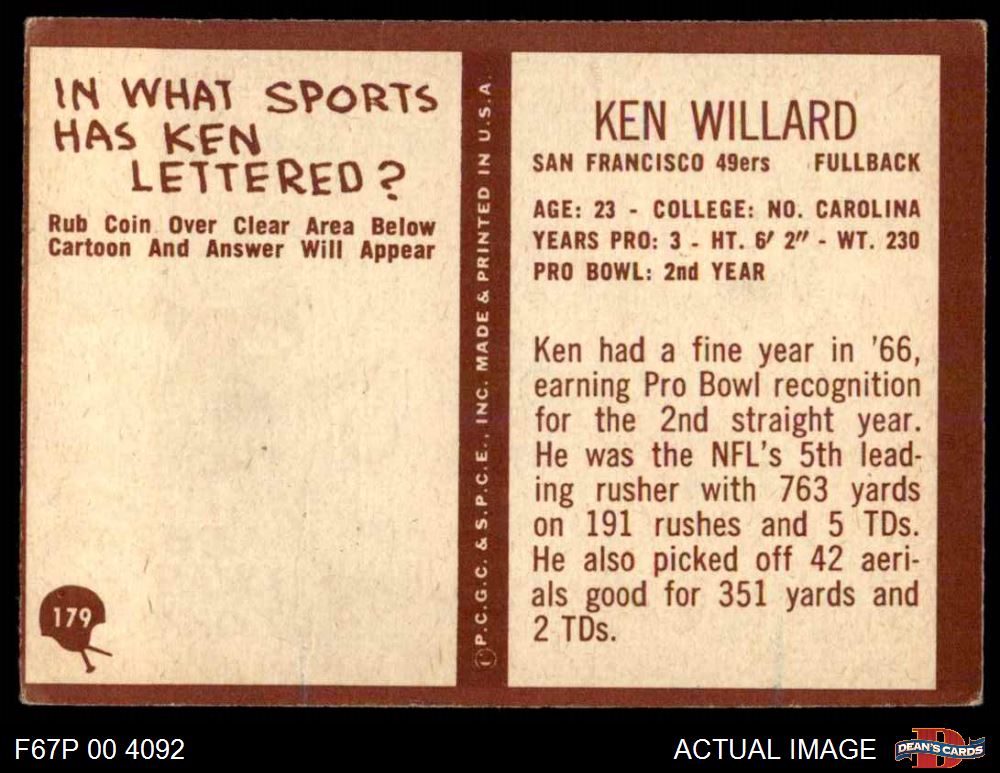 IN WHAT SPORTS
HAS KEN
LETTERED?
Rub Coin Over Clear Area Below
Cartoon And Answer Will Appear
179
©P.C.G.C. & S.P.C.E., INC. MADE & PRINTED IN U.S.A.
KEN WILLARD
SAN FRANCISCO 49ers FULLBACK
AGE: 23 - COLLEGE: NO. CAROLINA
YEARS PRO: 3 - HT. 6' 2" - WT. 230
PRO BOWL: 2nd YEAR
Ken had a fine year in '66,
earning Pro Bowl recognition
for the 2nd straight year.
He was the NFL's 5th lead-
ing rusher with 763 yards
on 191 rushes and 5 TDs.
He also picked off 42 aeri-
als good for 351 yards and
2 TDs.
F67P 00 4092
ACTUAL IMAGE
D
DEAN'S CARDS